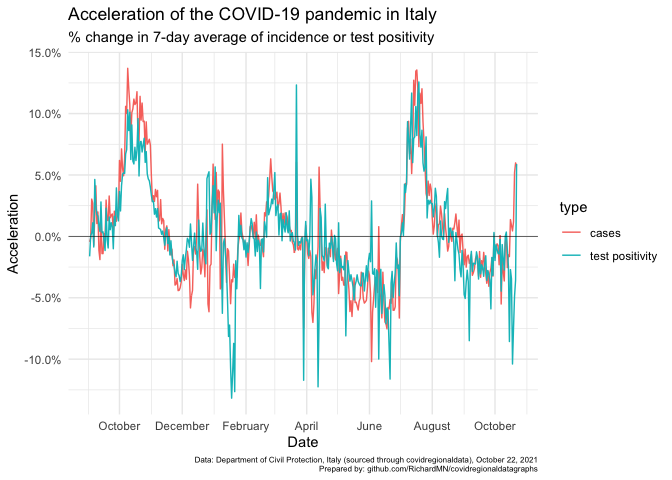 Acceleration of the COVID-19 pandemic in Italy
% change in 7-day average of incidence or test positivity
15.0%
10.0%
5.0%
0.0%
-5.0%
-10.0%
Acceleration
October December February April June August October
Date
type
cases
test positivity
Data: Department of Civil Protection, Italy (sourced through covidregionaldata), October 22, 2021
Prepared by: github.com/RichardMN/covidregionaldatagraphs